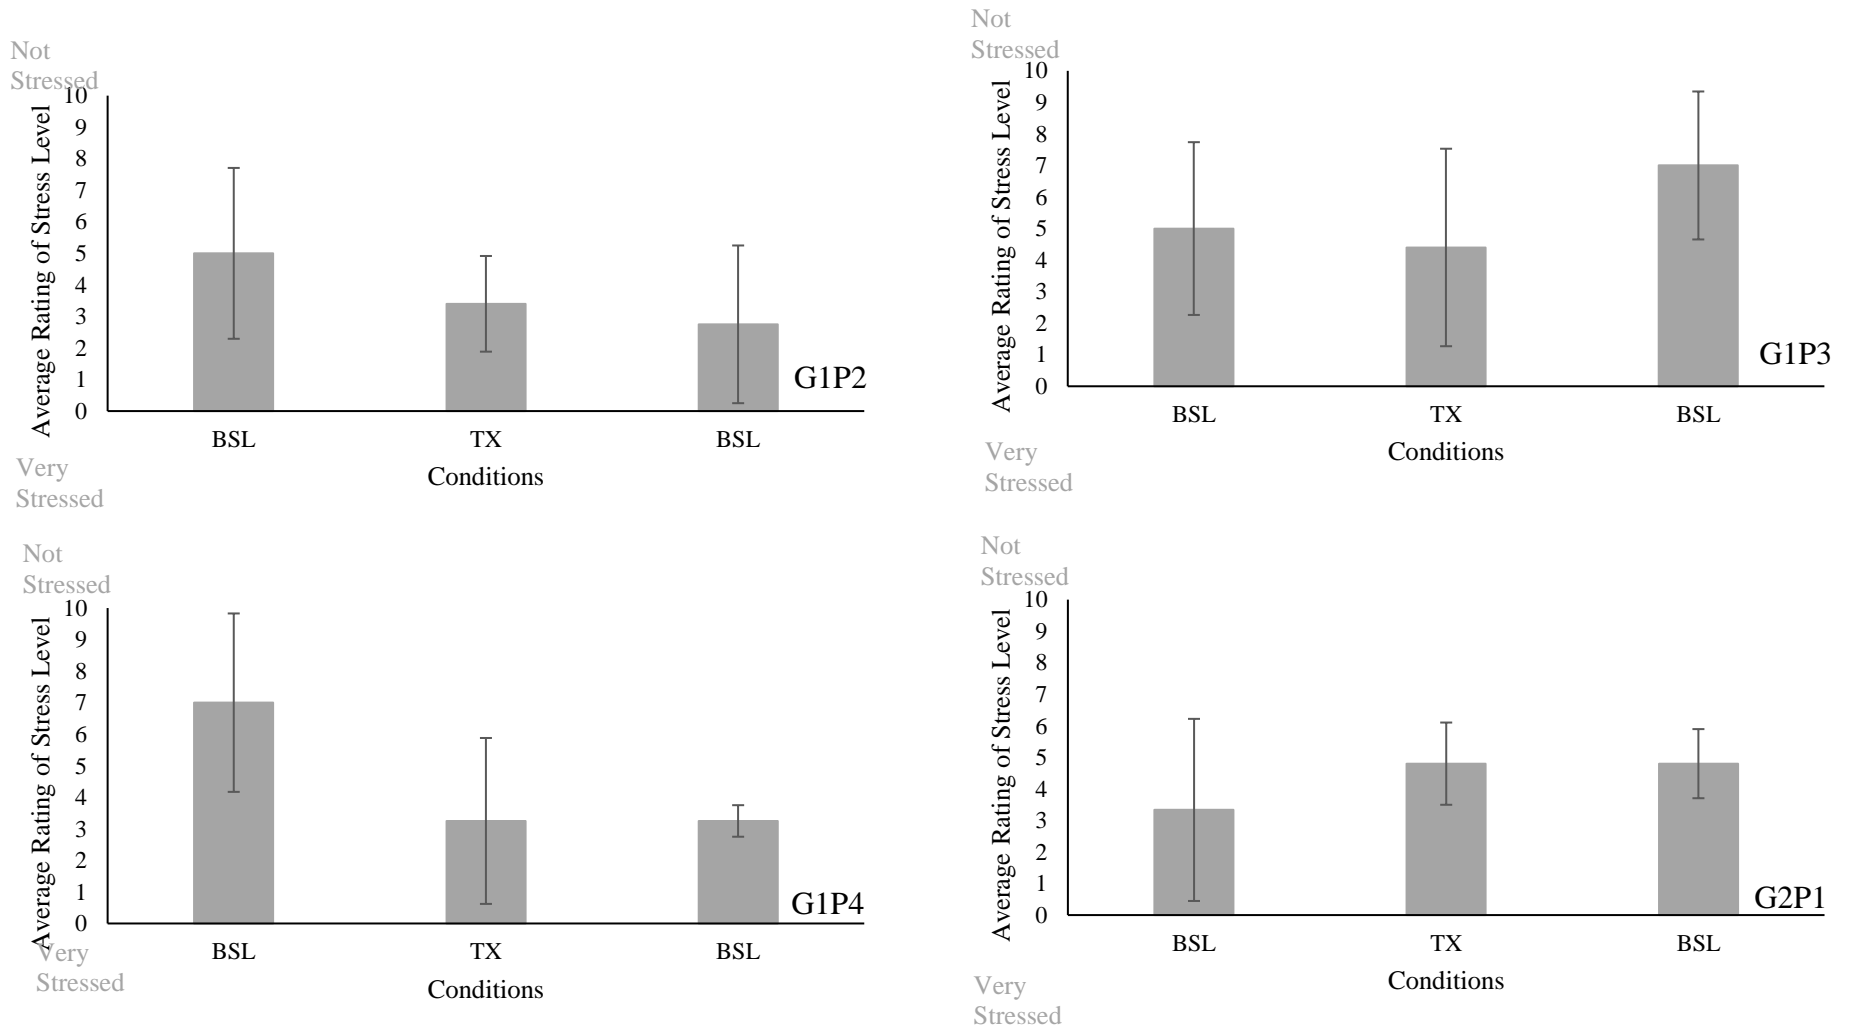 Not
Stressed
Average Rating of Stress Level
10
9
8
7
6
5
4
3
2
1
0
G1P2
BSL TX BSL
Conditions
Very
Stressed
Not
Stressed
Average Rating of Stress Level
10
9
8
7
6
5
4
3
2
1
0
G1P3
BSL TX BSL
Conditions
Very
Stressed
Not
Stressed
Average Rating of Stress Level
10
9
8
7
6
5
4
3
2
1
0
G1P4
BSL TX BSL
Conditions
Very
Stressed
Not
Stressed
Average Rating of Stress Level
10
9
8
7
6
5
4
3
2
1
0
G2P1
BSL TX BSL
Conditions
Very
Stressed